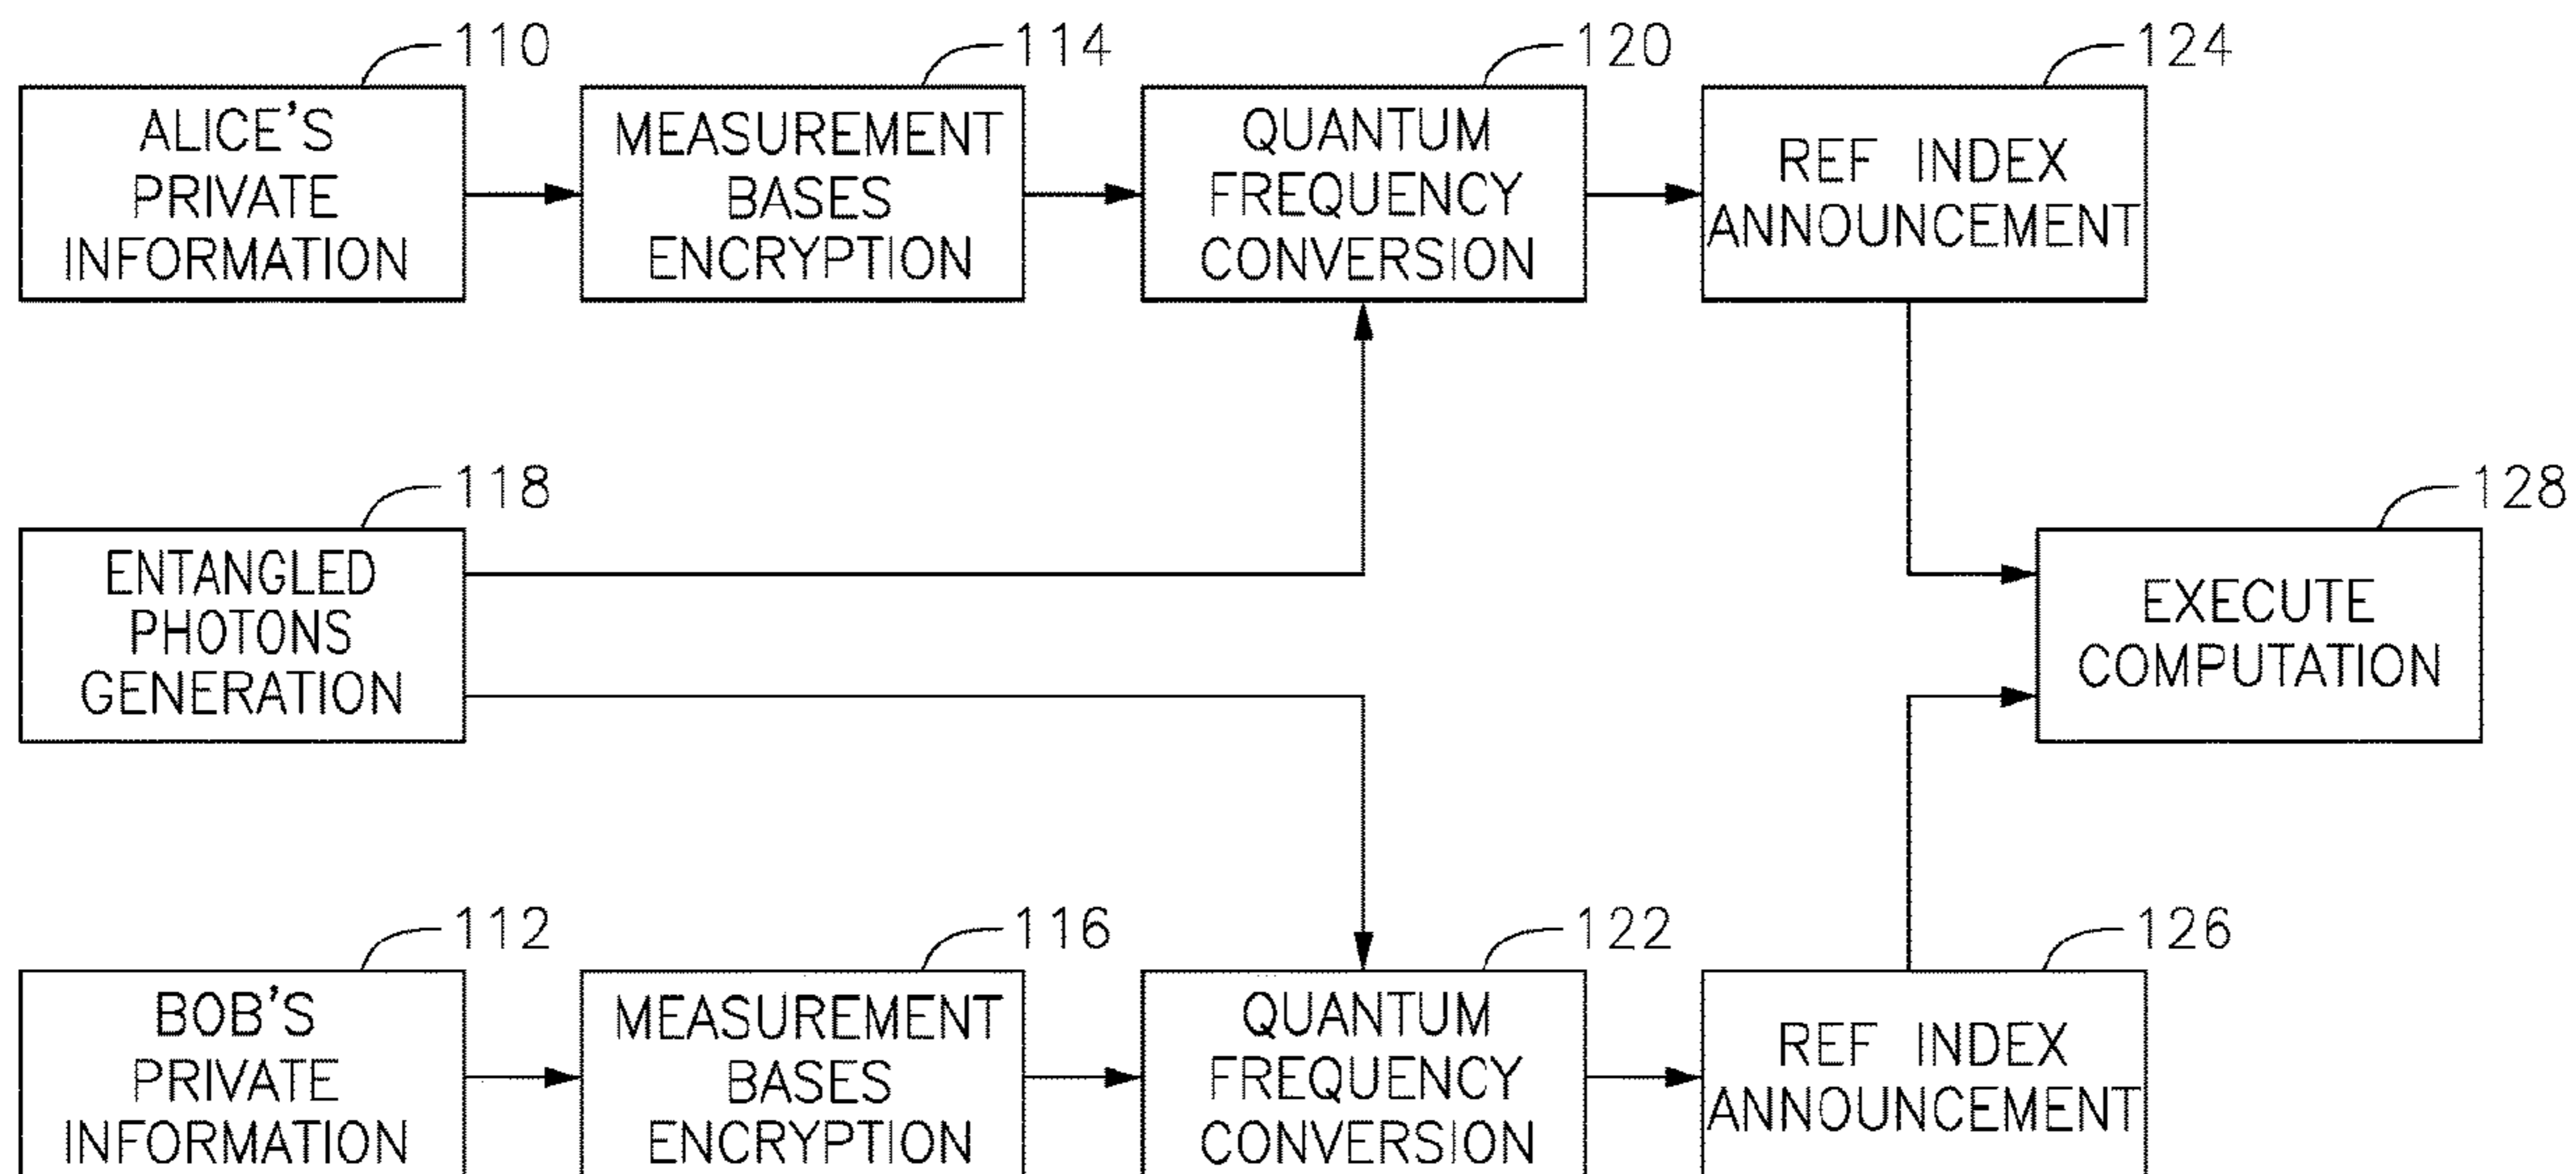 110
114
120
124
ALICE'S
PRIVATE
INFORMATION
MEASUREMENT
BASES
ENCRYPTION
QUANTUM
FREQUENCY
CONVERSION
REF INDEX
ANNOUNCEMENT
118
128
ENTANGLED
PHOTONS
GENERATION
EXECUTE
COMPUTATION
112
116
122
126
BOB'S
PRIVATE
INFORMATION
MEASUREMENT
BASES
ENCRYPTION
QUANTUM
FREQUENCY
CONVERSION
REF INDEX
ANNOUNCEMENT